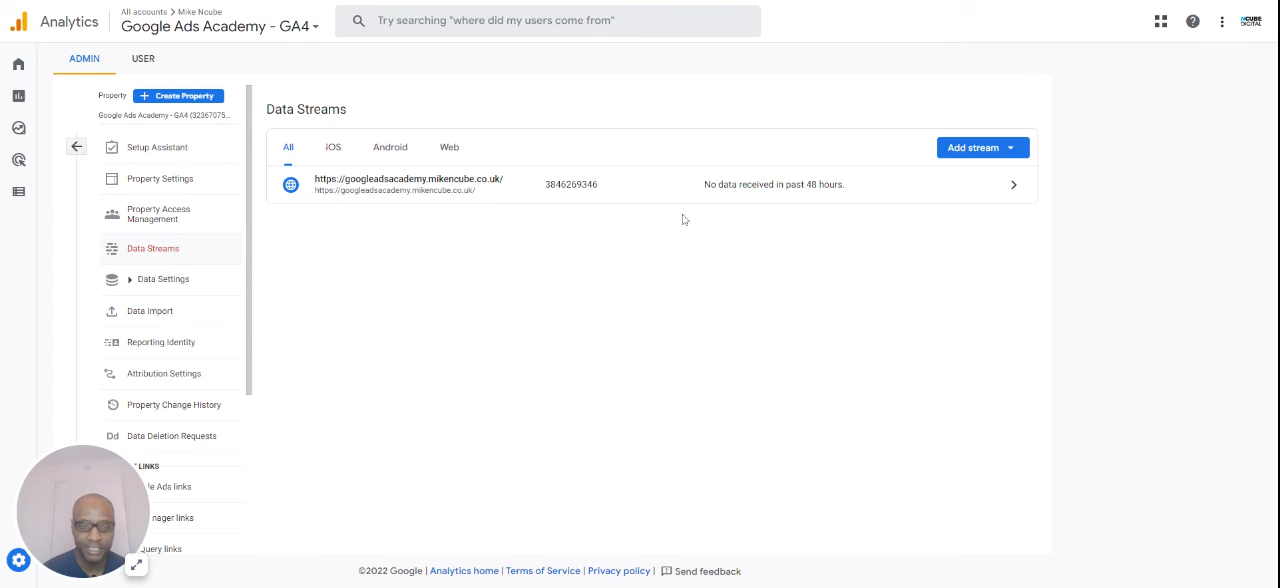 Analytics
All accounts > Mike Ncube
Google Ads Academy - GA4
Try searching "where did my users come from"
NCUBE
DIGITAL
ADMIN
USER
Property
Create Property
Google Ads Academy - GA4 (32367075...
Setup Assistant
Property Settings
Property Access
Management
Data Streams
Data Settings
Data Import
Reporting Identity
Attribution Settings
Property Change History
Dd Data Deletion Requests
LINKS
le Ads links
nager links
Query links
Data Streams
All
iOS
Android
Web
Add stream
https://googleadsacademy.mikencube.co.uk/
https://googleadsacademy.mikencube.co.uk/
3846269346
No data received in past 48 hours.
©2022 Google | Analytics home | Terms of Service | Privacy policy | Send feedback